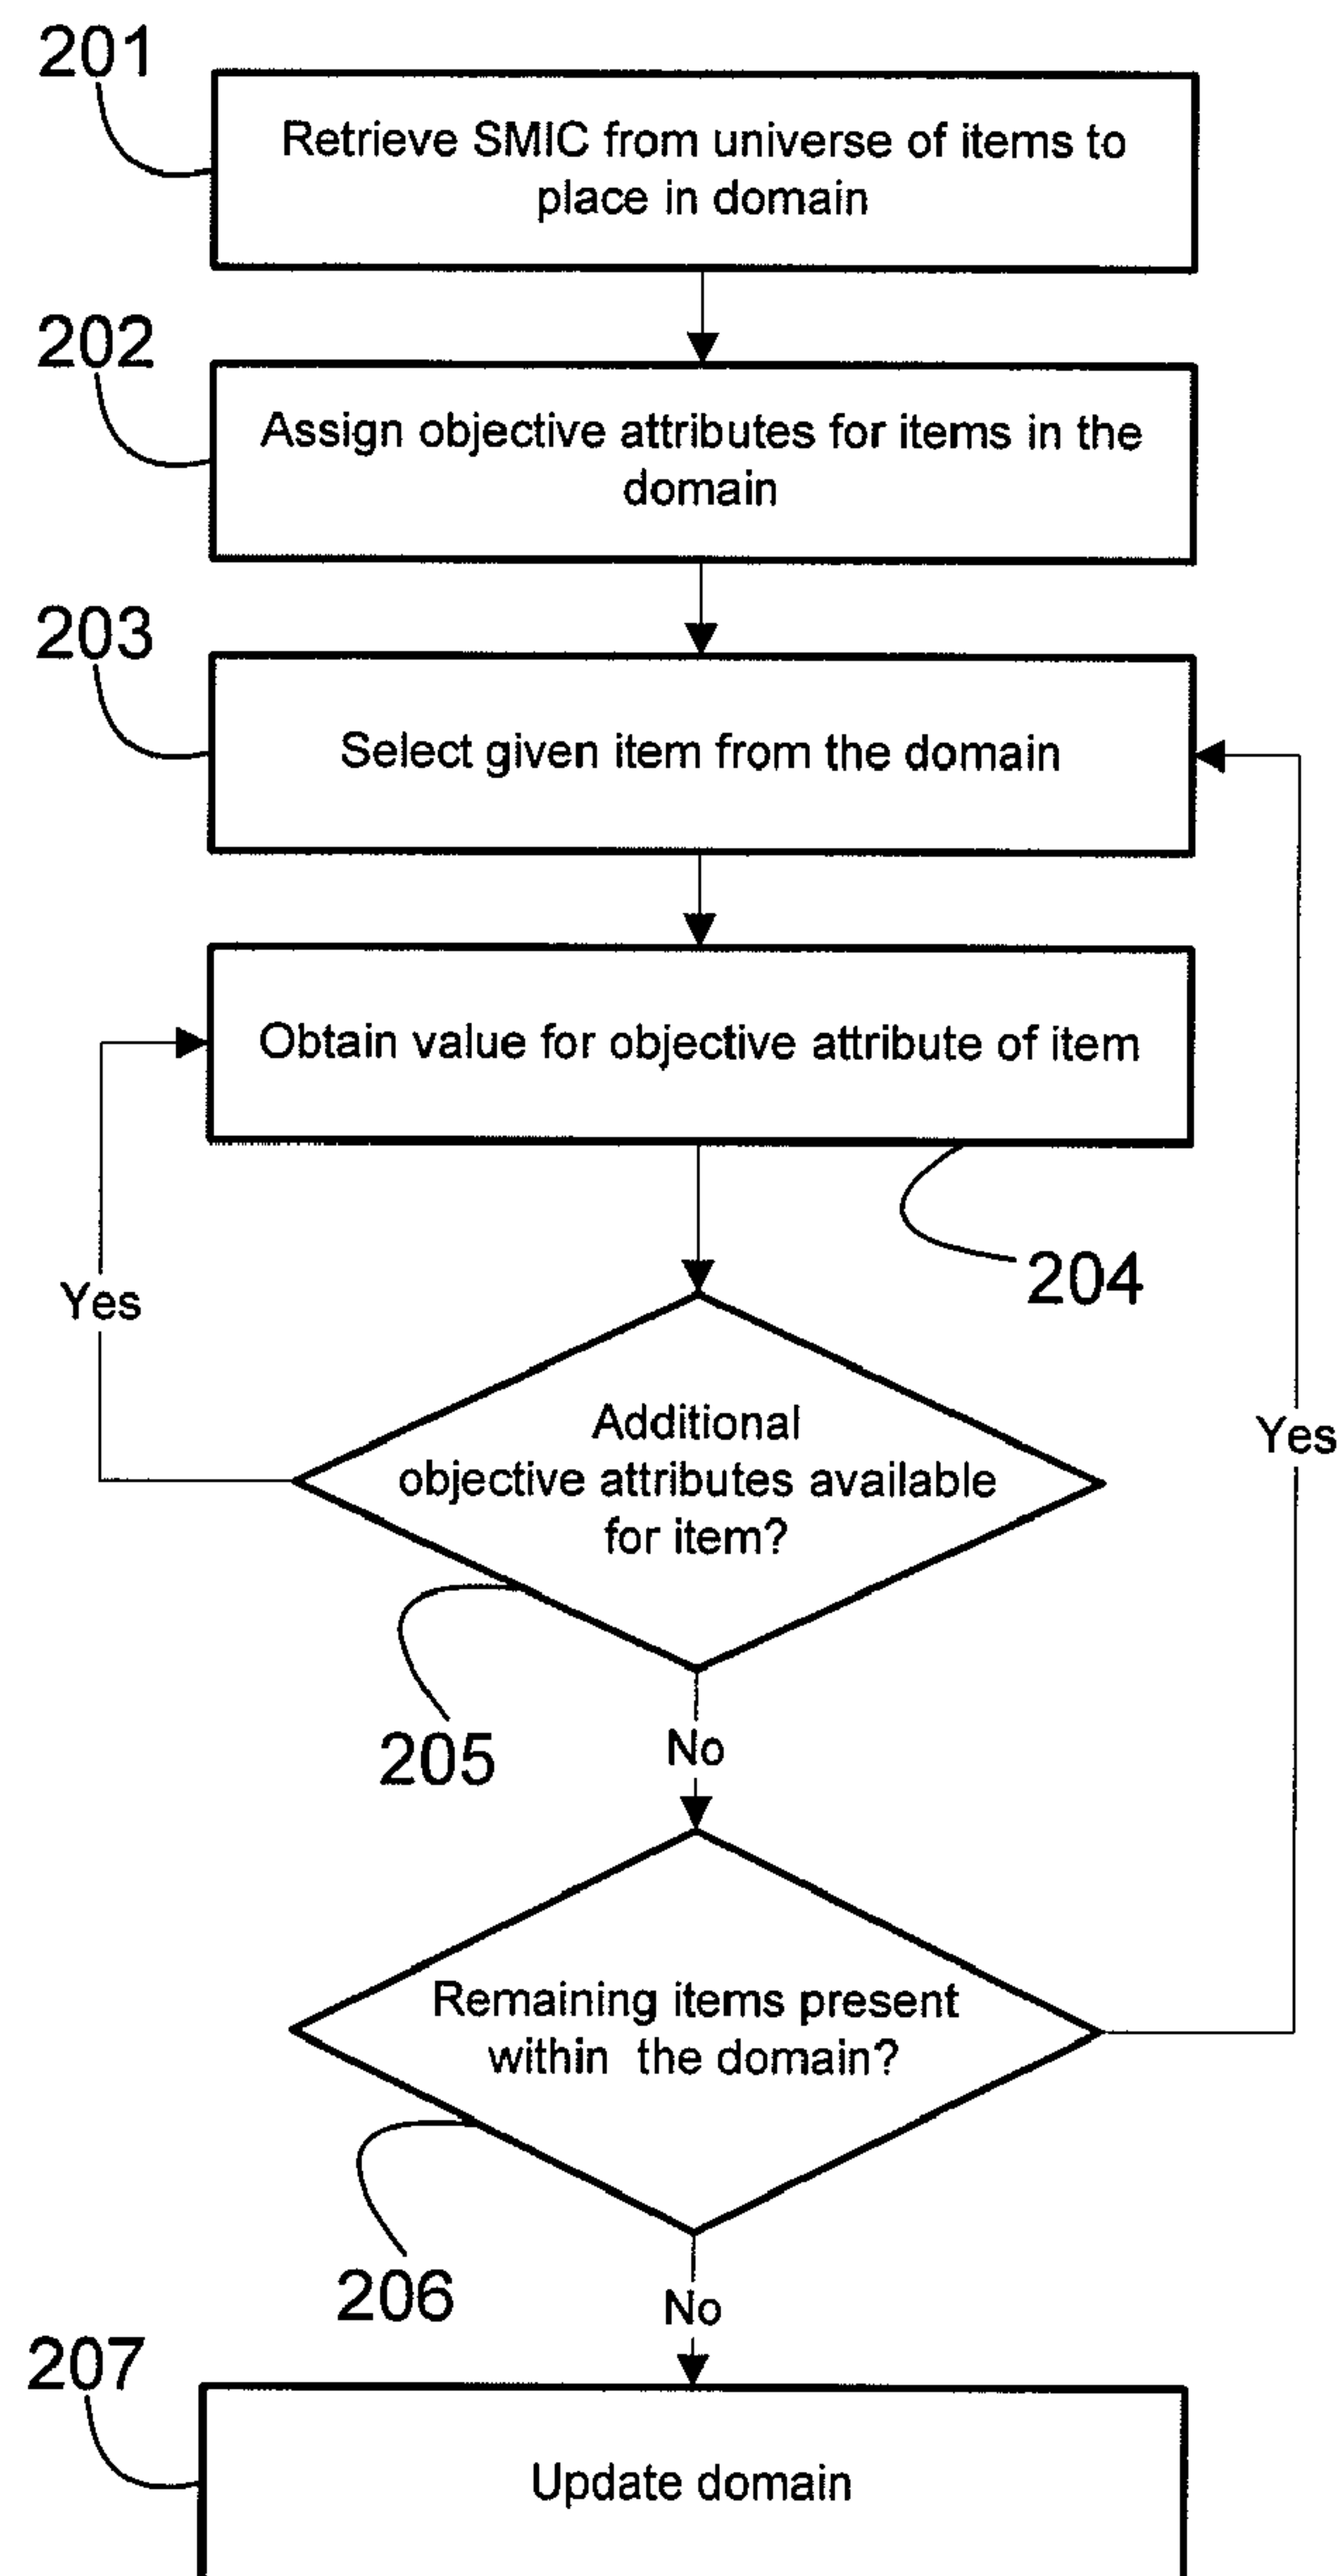 201
Retrieve SMIC from universe of items to
place in domain
202
Assign objective attributes for items in the
domain
203
Select given item from the domain
Obtain value for objective attribute of item
204
Yes
Additional
objective attributes available
for item?
Yes
205
No
Remaining items present
within the domain?
206
No
207
Update domain